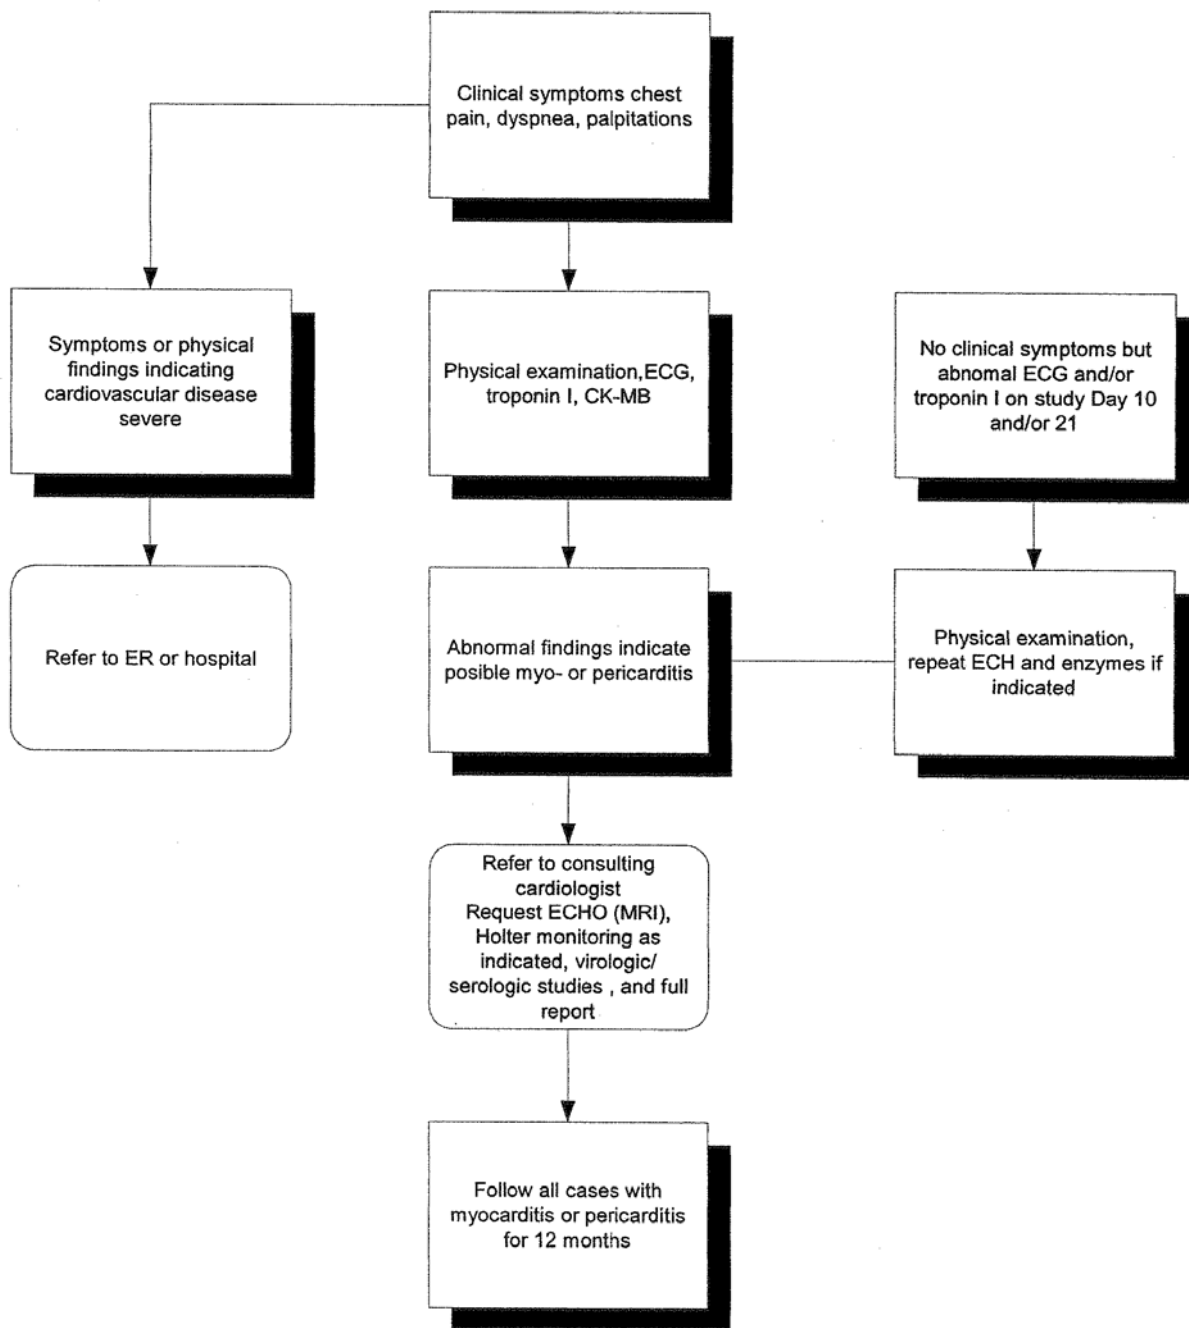 Clinical symptoms chest
pain, dyspnea, palpitations
Symptoms or physical
findings indicating
cardiovascular disease
severe
Physical examination,ECG,
troponin I, CK-MB
No clinical symptoms but
abnomal ECG and/or
troponin I on study Day 10
and/or 21
Refer to ER or hospital
Abnormal findings indicate
posible myo- or pericarditis
Physical examination,
repeat ECH and enzymes if
indicated
Refer to consulting
cardiologist
Request ECHO (MRI),
Holter monitoring as
indicated, virologic/
serologic studies , and full
report
Follow all cases with
myocarditis or pericarditis
for 12 months